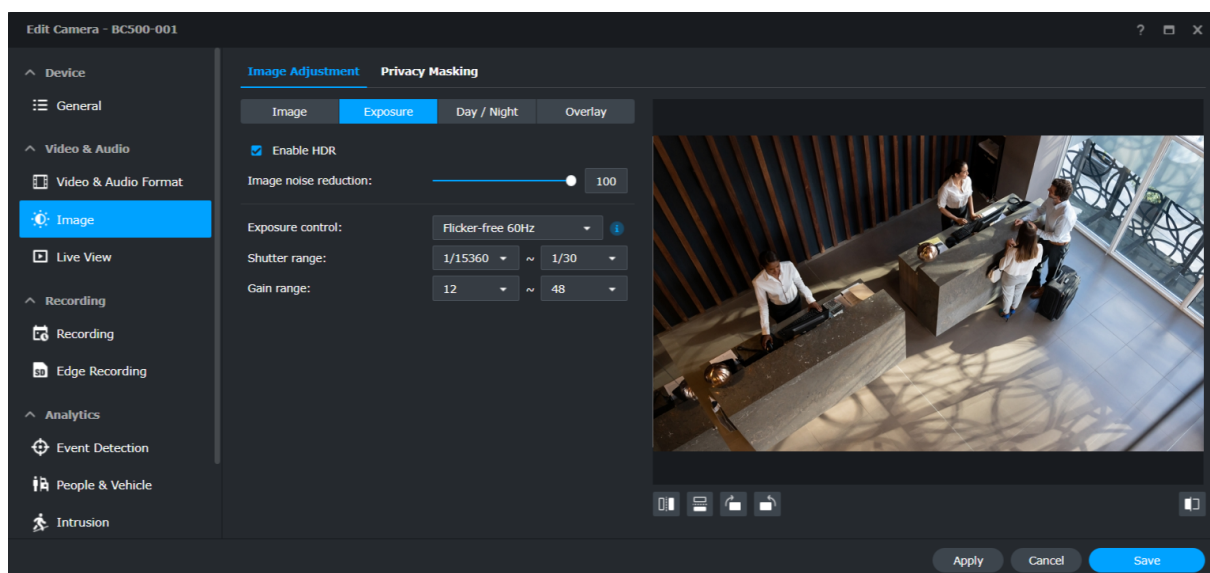 Edit Camera - BC500-001
?
X
Device
General
Video & Audio
Video & Audio Format
Image
Live View
Recording
Recording
SD Edge Recording
Analytics
Event Detection
People & Vehicle
Intrusion
Image Adjustment Privacy Masking
Image Exposure Day / Night Overlay
Enable HDR
Image noise reduction: 100
Exposure control: Flicker-free 60Hz i
Shutter range: 1/15360 ~ 1/30
Gain range: 12 ~ 48
Apply Cancel Save